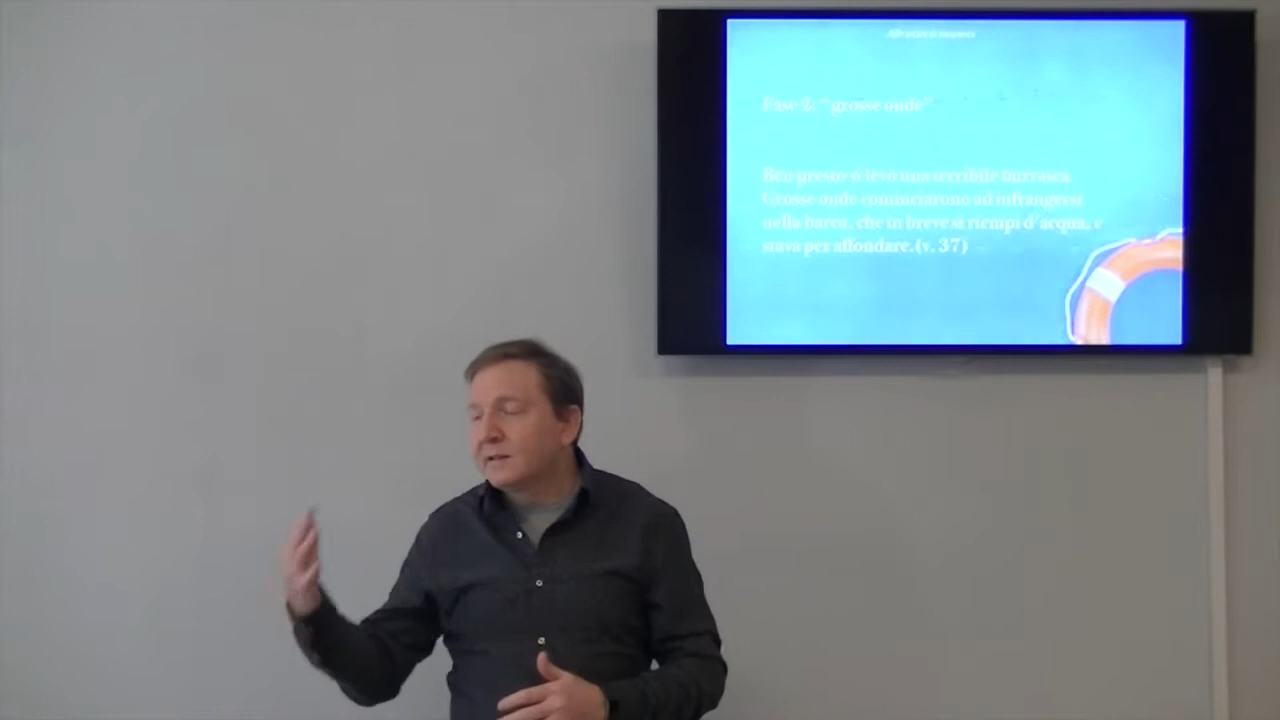 Fase 2: “grosse onde”
Ben presto si levò una terribile burrasca.
Grosse onde cominciarono ad infrangersi
nella barca, che in breve si riempì d'acqua, e
stava per affondare.(v. 37)